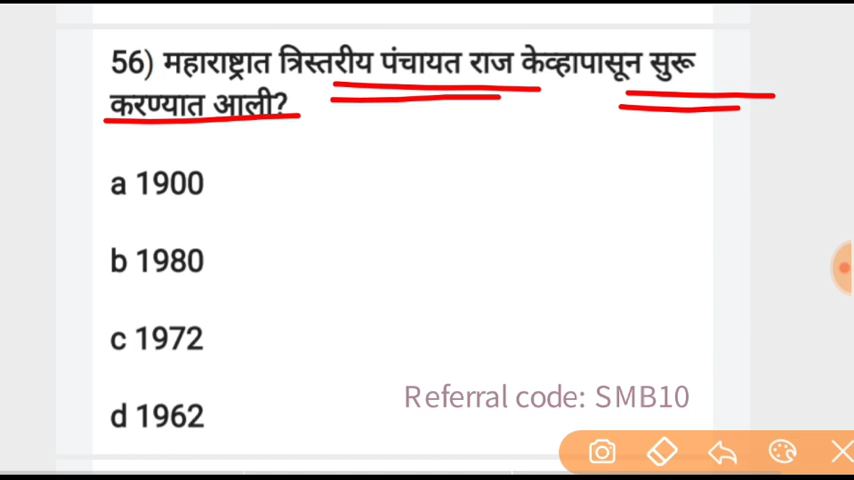 56) महाराष्ट्रात त्रिस्तरीय पंचायत राज केव्हापासून सुरू
करण्यात आली?
a 1900
b 1980
c 1972
d 1962
Referral code: SMB10